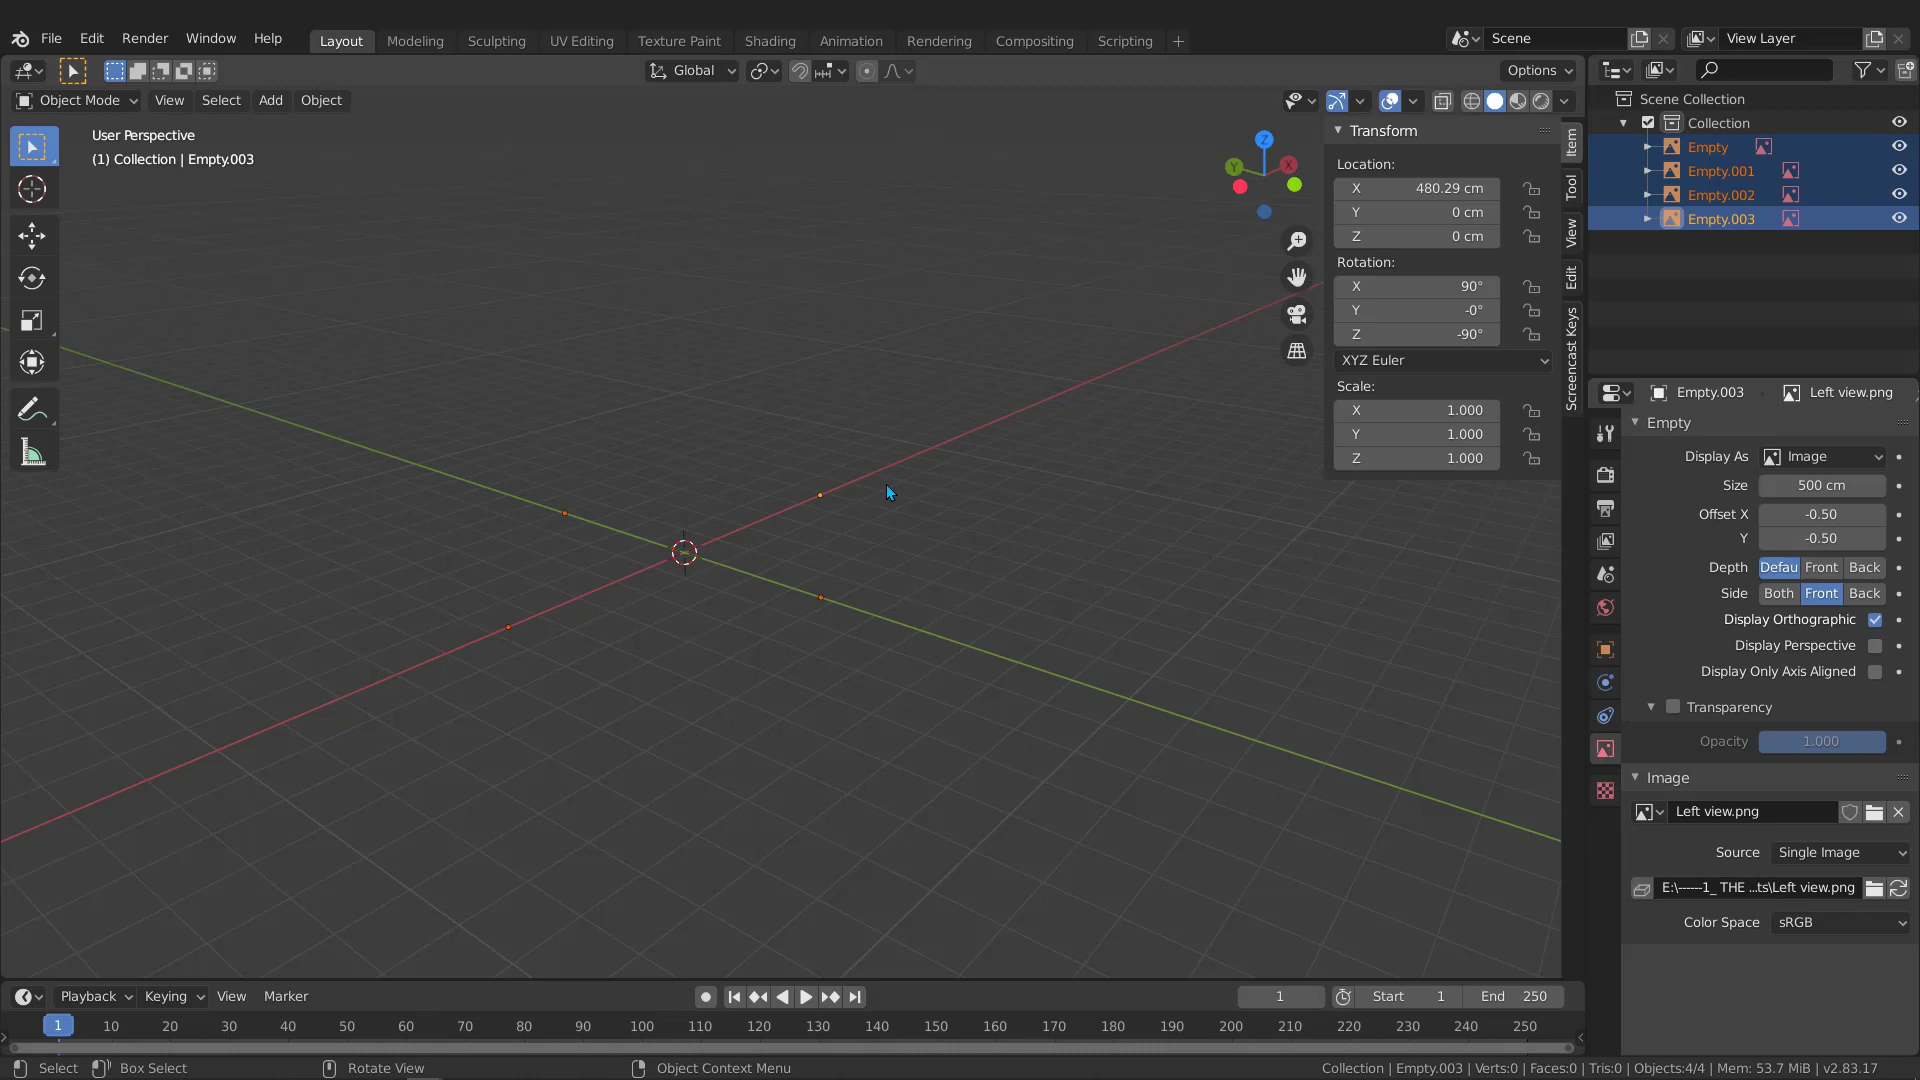 File Edit Render Window Help Layout Modeling Sculpting UV Editing Texture Paint Shading Animation Rendering Compositing Scripting + Scene View Layer
Global Options
Object Mode View Select Add Object
User Perspective
(1) Collection | Empty.003
Z
Y
X
Transform
Location:
X 480.29 cm
Y 0 cm
Z 0 cm
Rotation:
X 90°
Y -0°
Z -90°
XYZ Euler
Scale:
X 1.000
Y 1.000
Z 1.000
Item
Tool
View
Edit
Screencast Keys
Scene Collection
Collection
Empty
Empty.001
Empty.002
Empty.003
Empty.003 Left view.png
Empty
Display As Image
Size 500 cm
Offset X -0.50
Y -0.50
Depth Defau Front Back
Side Both Front Back
Display Orthographic
Display Perspective
Display Only Axis Aligned
Transparency
Opacity 1.000
Image
Left view.png
Source Single Image
E:\------1_ THE ...ts\Left view.png
Color Space sRGB
Playback Keying View Marker 1 Start 1 End 250
1 10 20 30 40 50 60 70 80 90 100 110 120 130 140 150 160 170 180 190 200 210 220 230 240 250
Select Box Select Rotate View Object Context Menu Collection | Empty.003 | Verts:0 | Faces:0 | Tris:0 | Objects:4/4 | Mem: 53.7 MiB | v2.83.17